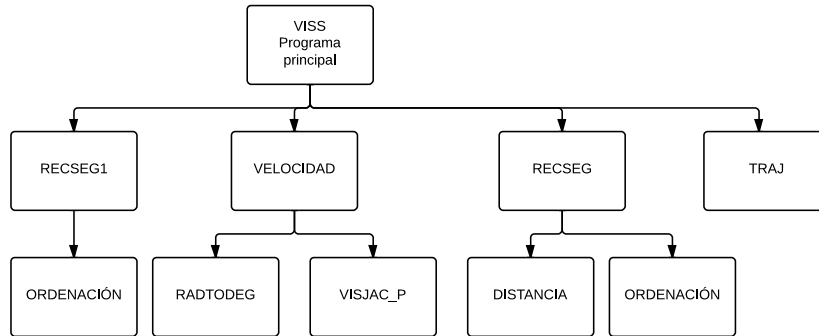 VISS
Programa
principal
RECSEG1
VELOCIDAD
RECSEG
TRAJ
ORDENACIÓN
RADTODEG
VISJAC_P
DISTANCIA
ORDENACIÓN